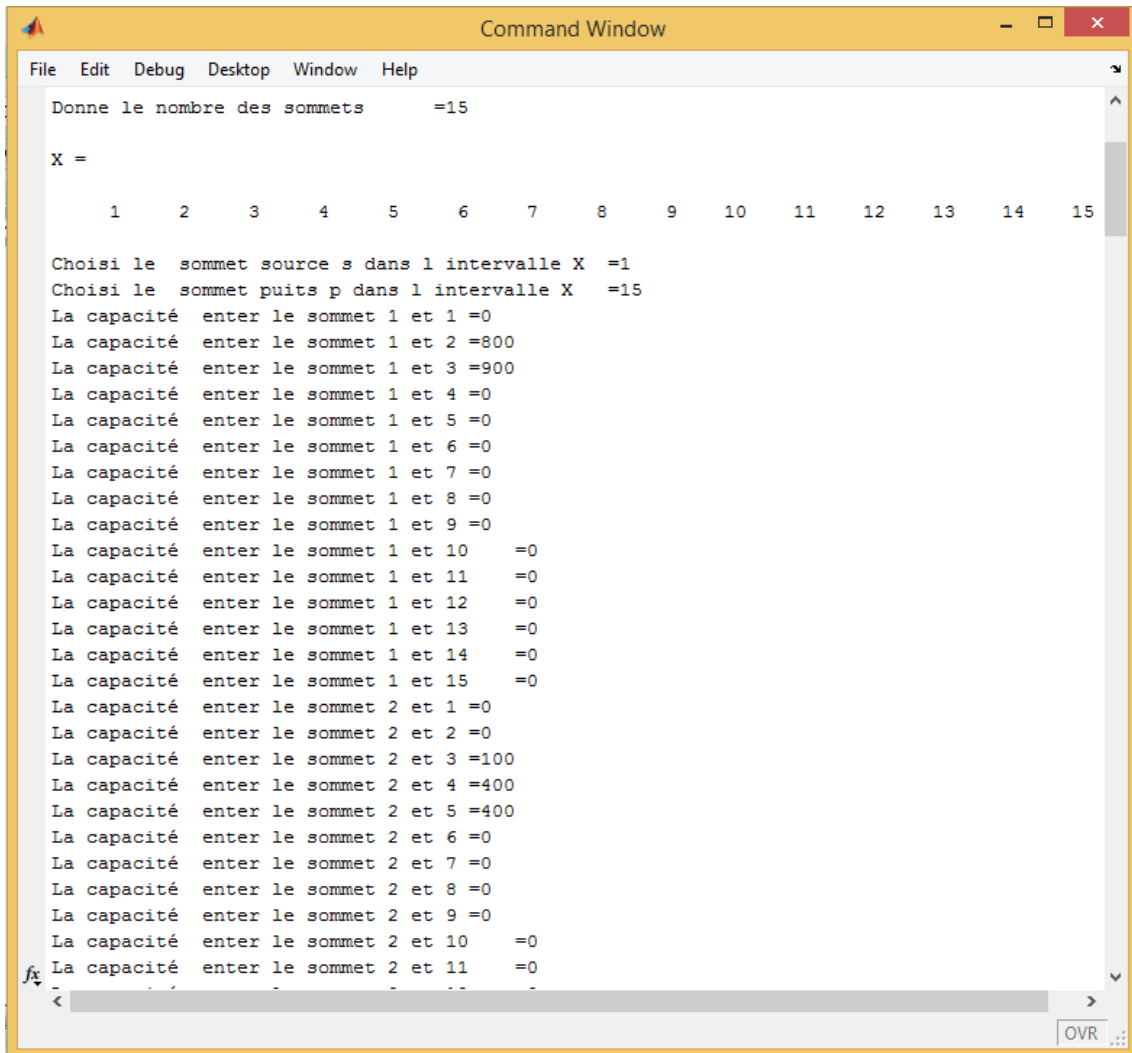 Command Window
File Edit Debug Desktop Window Help
Donne le nombre des sommets =15
X =
1 2 3 4 5 6 7 8 9 10 11 12 13 14 15
Choisi le sommet source s dans l intervalle X =1
Choisi le sommet puits p dans l intervalle X =15
La capacité enter le sommet 1 et 1 =0
La capacité enter le sommet 1 et 2 =800
La capacité enter le sommet 1 et 3 =900
La capacité enter le sommet 1 et 4 =0
La capacité enter le sommet 1 et 5 =0
La capacité enter le sommet 1 et 6 =0
La capacité enter le sommet 1 et 7 =0
La capacité enter le sommet 1 et 8 =0
La capacité enter le sommet 1 et 9 =0
La capacité enter le sommet 1 et 10 =0
La capacité enter le sommet 1 et 11 =0
La capacité enter le sommet 1 et 12 =0
La capacité enter le sommet 1 et 13 =0
La capacité enter le sommet 1 et 14 =0
La capacité enter le sommet 1 et 15 =0
La capacité enter le sommet 2 et 1 =0
La capacité enter le sommet 2 et 2 =0
La capacité enter le sommet 2 et 3 =100
La capacité enter le sommet 2 et 4 =400
La capacité enter le sommet 2 et 5 =400
La capacité enter le sommet 2 et 6 =0
La capacité enter le sommet 2 et 7 =0
La capacité enter le sommet 2 et 8 =0
La capacité enter le sommet 2 et 9 =0
La capacité enter le sommet 2 et 10 =0
fx La capacité enter le sommet 2 et 11 =0
OVR